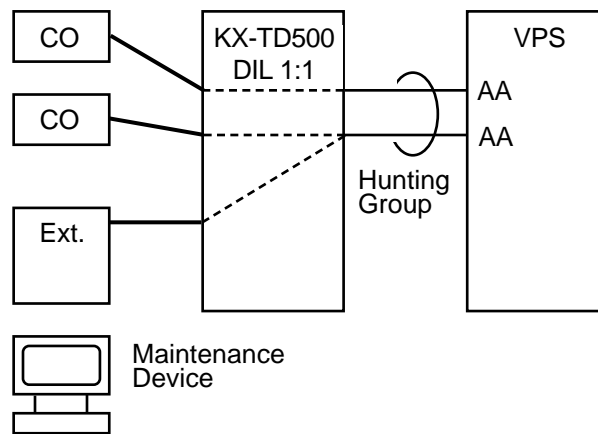 CO
KX-TD500
DIL 1:1
VPS
CO
AA
AA
Hunting
Group
Ext.
Maintenance
Device